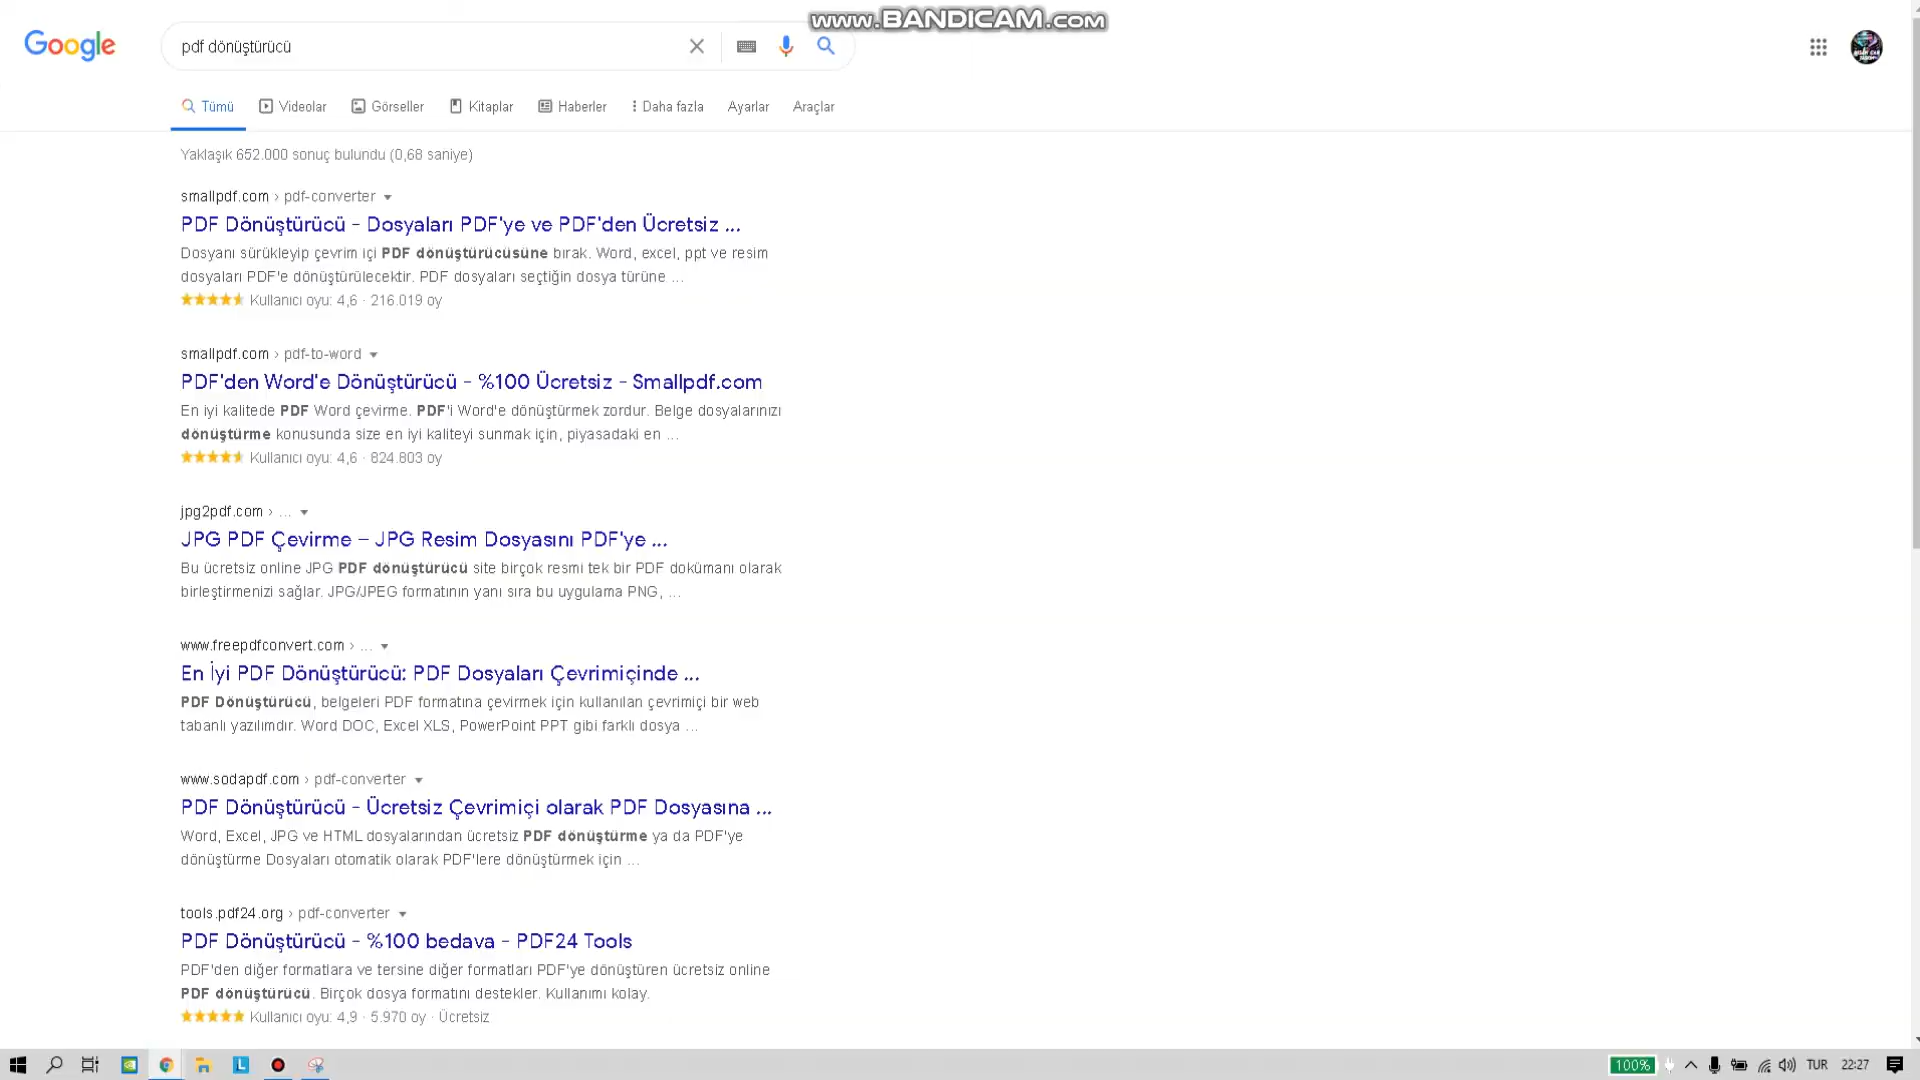 www.BANDICAM.com
Google
pdf dönüştürücü
Tümü Videolar Görseller Kitaplar Haberler Daha fazla Ayarlar Araçlar
Yaklaşık 652.000 sonuç bulundu (0,68 saniye)
smallpdf.com › pdf-converter
PDF Dönüştürücü - Dosyaları PDF'ye ve PDF'den Ücretsiz ...
Dosyanı sürükleyip çevrim içi PDF dönüştürücüsüne bırak. Word, excel, ppt ve resim
dosyaları PDF'e dönüştürülecektir. PDF dosyaları seçtiğin dosya türüne ...
Kullanıcı oyu: 4,6 · 216.019 oy
smallpdf.com › pdf-to-word
PDF'den Word'e Dönüştürücü - %100 Ücretsiz - Smallpdf.com
En iyi kalitede PDF Word çevirme. PDF'i Word'e dönüştürmek zordur. Belge dosyalarınızı
dönüştürme konusunda size en iyi kaliteyi sunmak için, piyasadaki en ...
Kullanıcı oyu: 4,6 · 824.803 oy
jpg2pdf.com › ...
JPG PDF Çevirme – JPG Resim Dosyasını PDF'ye ...
Bu ücretsiz online JPG PDF dönüştürücü site birçok resmi tek bir PDF dokümanı olarak
birleştirmenizi sağlar. JPG/JPEG formatının yanı sıra bu uygulama PNG, ...
www.freepdfconvert.com › ...
En İyi PDF Dönüştürücü: PDF Dosyaları Çevrimiçinde ...
PDF Dönüştürücü, belgeleri PDF formatına çevirmek için kullanılan çevrimiçi bir web
tabanlı yazılımdır. Word DOC, Excel XLS, PowerPoint PPT gibi farklı dosya ...
www.sodapdf.com › pdf-converter
PDF Dönüştürücü - Ücretsiz Çevrimiçi olarak PDF Dosyasına ...
Word, Excel, JPG ve HTML dosyalarından ücretsiz PDF dönüştürme ya da PDF'ye
dönüştürme Dosyaları otomatik olarak PDF'lere dönüştürmek için ...
tools.pdf24.org › pdf-converter
PDF Dönüştürücü - %100 bedava - PDF24 Tools
PDF'den diğer formatlara ve tersine diğer formatları PDF'ye dönüştüren ücretsiz online
PDF dönüştürücü. Birçok dosya formatını destekler. Kullanımı kolay.
Kullanıcı oyu: 4,9 · 5.970 oy · Ücretsiz
L 100% TUR 22:27